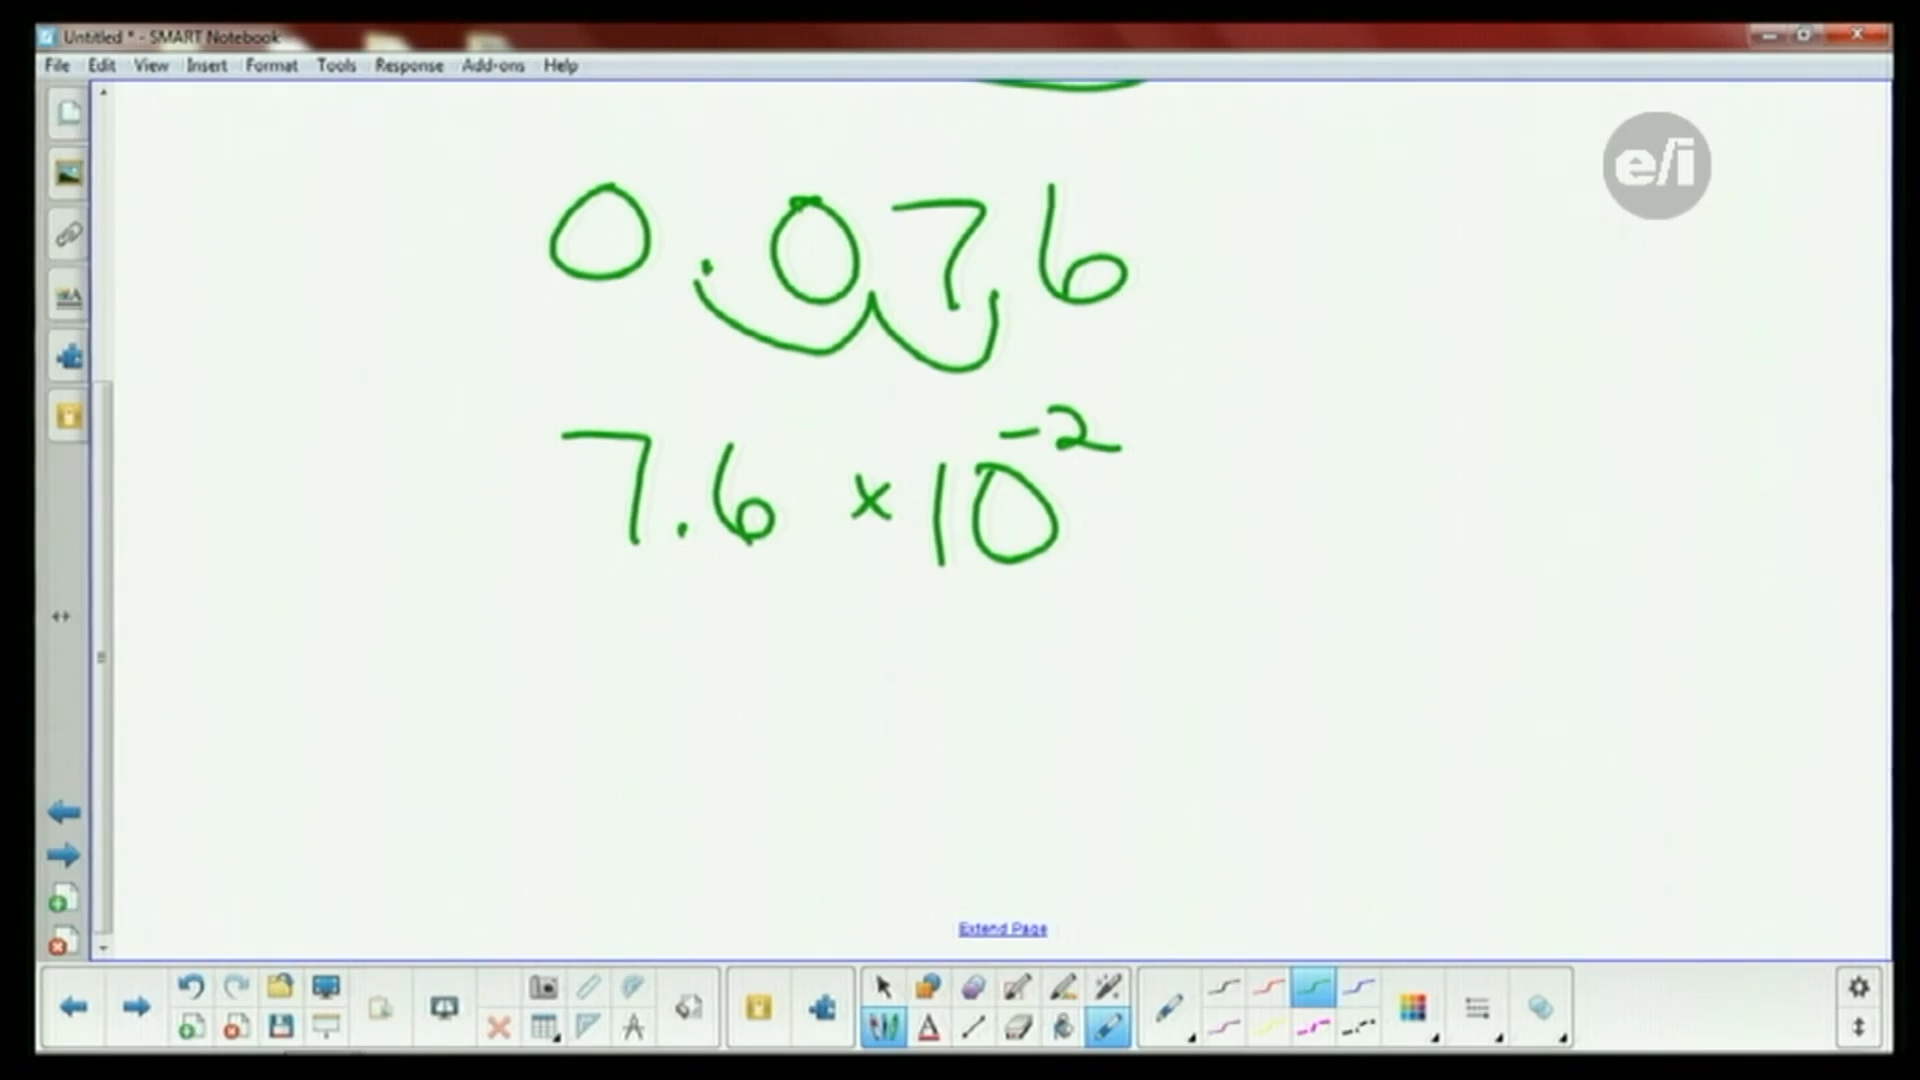 Untitled * - SMART Notebook
File Edit View Insert Format Tools Response Add-ons Help
e/i
0.076
7.6 × 10⁻²
Extend Page